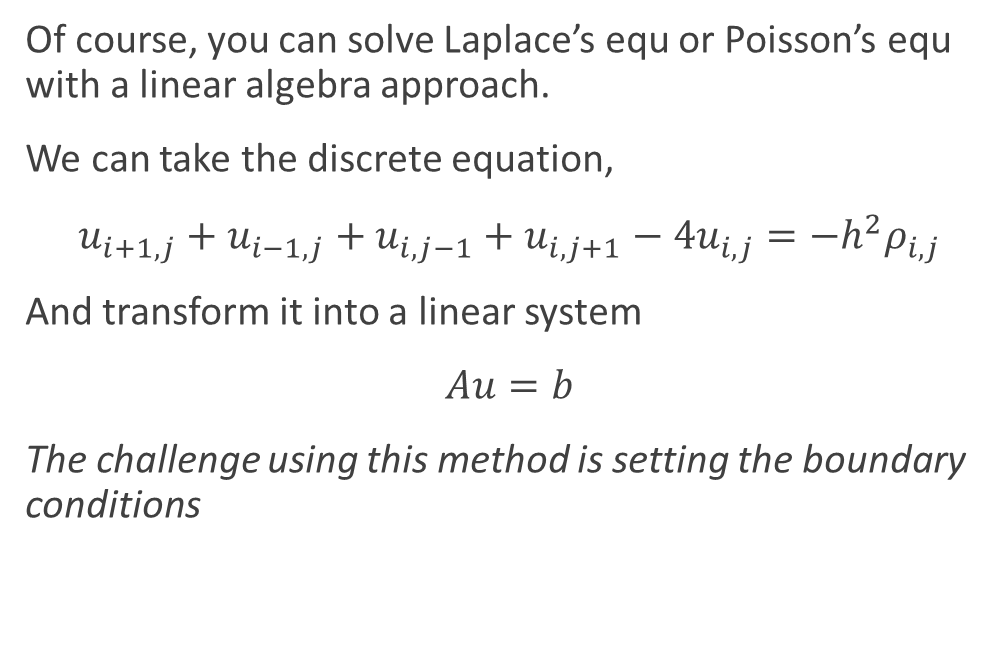 Of course, you can solve Laplace’s equ or Poisson’s equ
with a linear algebra approach.
We can take the discrete equation,
𝑢_{𝑖+1,𝑗} + 𝑢_{𝑖−1,𝑗} + 𝑢_{𝑖,𝑗−1} + 𝑢_{𝑖,𝑗+1} − 4𝑢_{𝑖,𝑗} = −ℎ²𝜌_{𝑖,𝑗}
And transform it into a linear system
𝐴𝑢 = 𝑏
The challenge using this method is setting the boundary
conditions